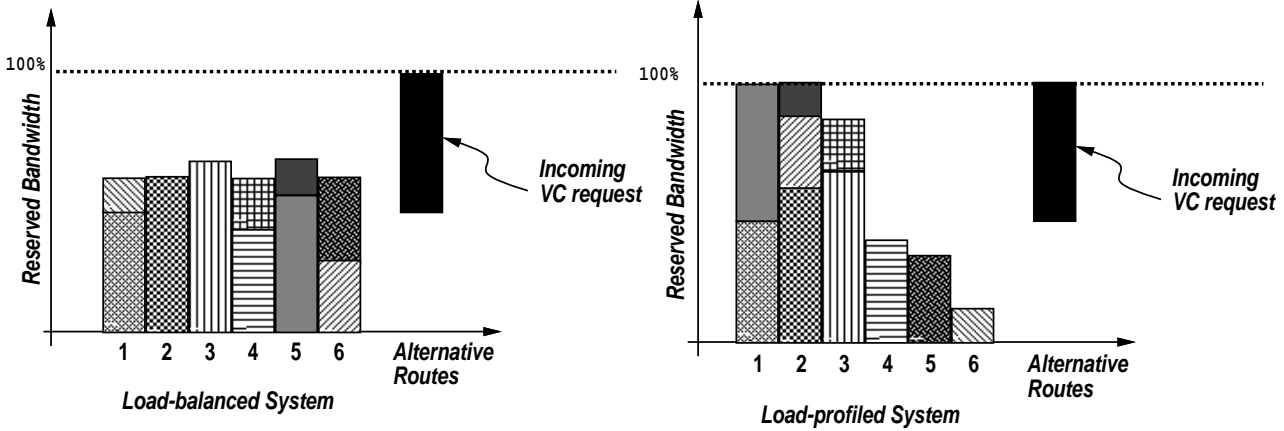 100%
Reserved Bandwidth
Incoming
VC request
1 2 3 4 5 6
Alternative
Routes
Load-balanced System
100%
Reserved Bandwidth
Incoming
VC request
1 2 3 4 5 6
Alternative
Routes
Load-profiled System